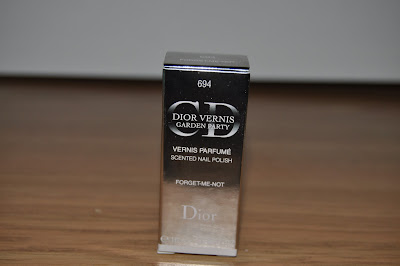 694
CD
DIOR VERNIS
GARDEN PARTY
VERNIS PARFUMÉ
SCENTED NAIL POLISH
FORGET-ME-NOT
Dior